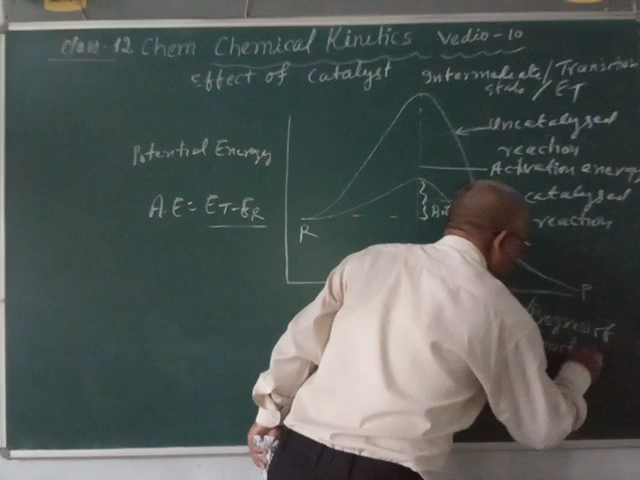 class-12 Chem Chemical Kinetics Vedio-10
Effect of Catalyst
Intermediate/Transition
state/ET
Uncatalysed
reaction
Potential Energy
Activation energy
A.E = ET-ER
catalysed
reaction
R
P
Progress of